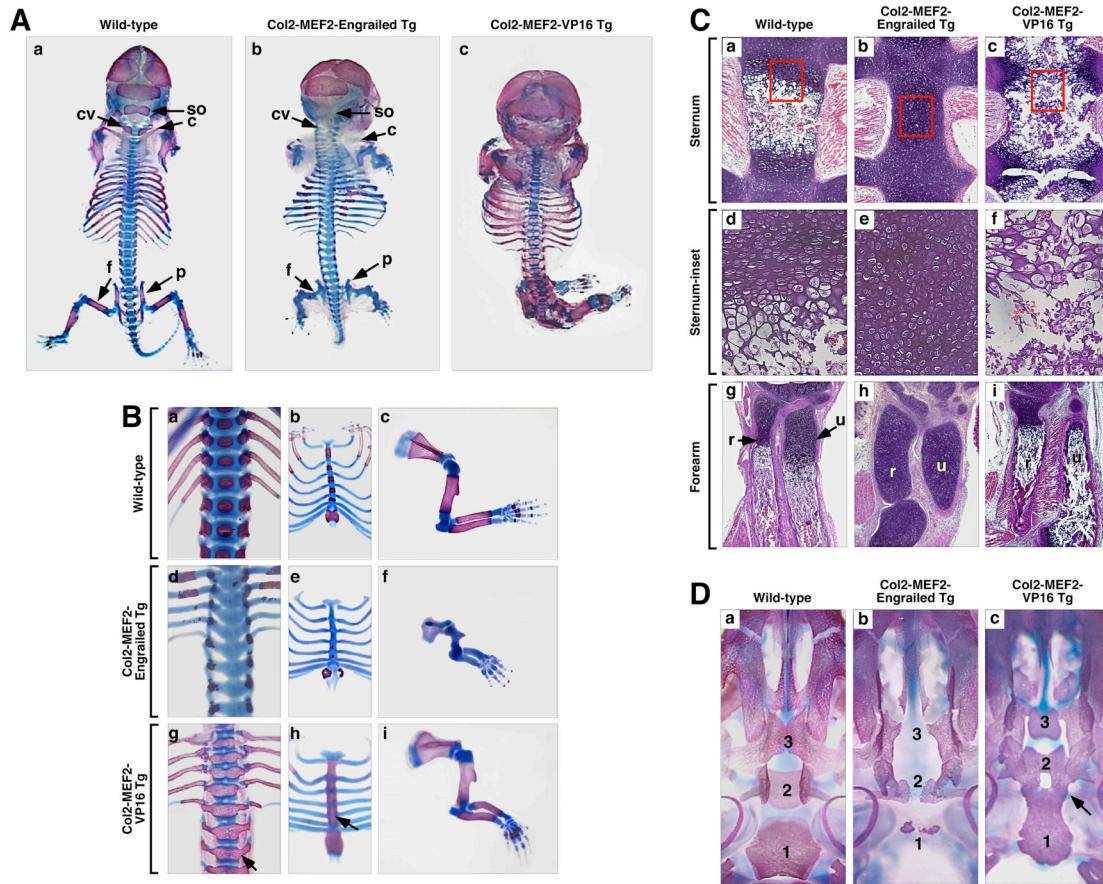 A
Wild-type
Col2-MEF2-Engrailed Tg
Col2-MEF2-VP16 Tg
a
b
c
so
cv
c
so
cv
c
f
p
f
p
B
Wild-type
a
b
c
Col2-MEF2-
Engrailed Tg
d
e
f
Col2-MEF2-
VP16 Tg
g
h
i
C
Wild-type
Col2-MEF2-
Engrailed Tg
Col2-MEF2-
VP16 Tg
Sternum
a
b
c
Sternum-inset
d
e
f
Forearm
g
h
i
r
u
r
u
r
u
D
Wild-type
Col2-MEF2-
Engrailed Tg
Col2-MEF2-
VP16 Tg
a
b
c
3
2
1
3
2
1
3
2
1